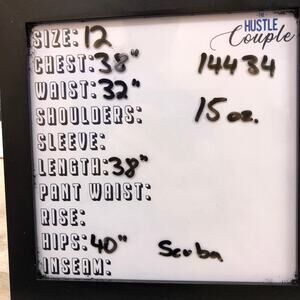 THE
HUSTLE
Couple
SIZE: 12
CHEST: 38" 14434
WAIST: 32"
SHOULDERS: 15 oz.
SLEEVE:
LENGTH: 38"
PANT WAIST:
RISE:
HIPS: 40" Scuba
INSEAM: